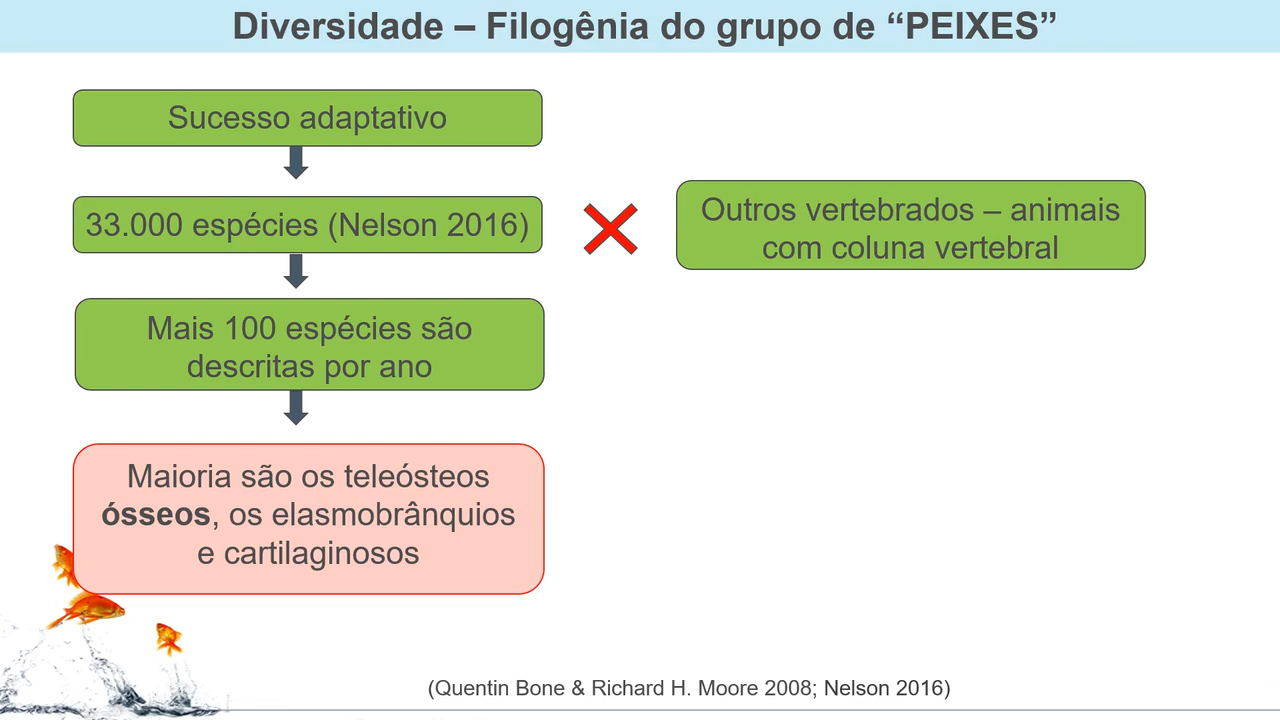 Diversidade – Filogênia do grupo de “PEIXES”
Sucesso adaptativo
33.000 espécies (Nelson 2016)
Outros vertebrados – animais
com coluna vertebral
Mais 100 espécies são
descritas por ano
Maioria são os teleósteos
ósseos, os elasmobrânquios
e cartilaginosos
(Quentin Bone & Richard H. Moore 2008; Nelson 2016)